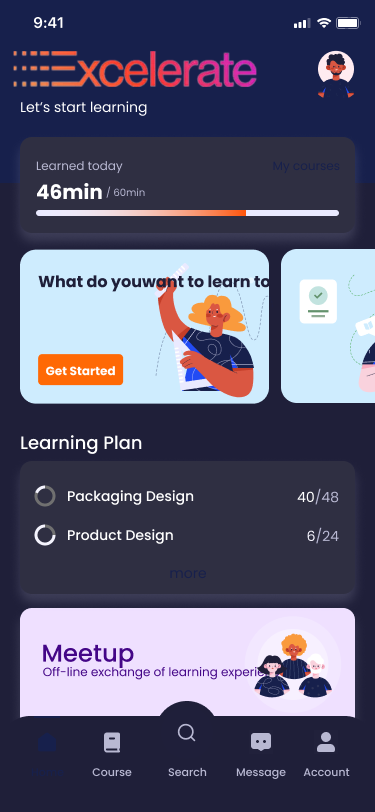 9:41
Excelerate
Let's start learning
Learned today
My courses
46min / 60min
What do youwant to learn to
Get Started
Learning Plan
Packaging Design 40/48
Product Design 6/24
more
Meetup
Off-line exchange of learning experie
Course Search Message Account